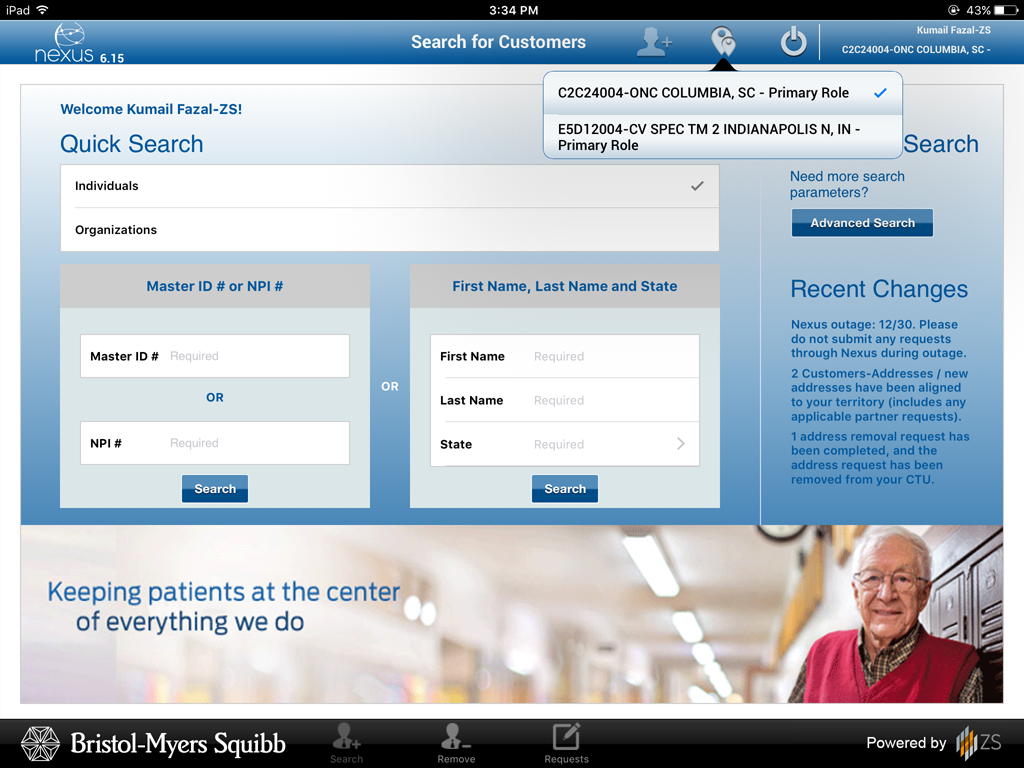 iPad
3:34 PM
43%
nexus 6.15
Search for Customers
Kumail Fazal-ZS
C2C24004-ONC COLUMBIA, SC -
C2C24004-ONC COLUMBIA, SC - Primary Role
E5D12004-CV SPEC TM 2 INDIANAPOLIS N, IN -
Primary Role
Welcome Kumail Fazal-ZS!
Quick Search
Individuals
Organizations
Master ID # or NPI #
Master ID # Required
OR
NPI # Required
Search
OR
First Name, Last Name and State
First Name Required
Last Name Required
State Required
Search
Search
Need more search
parameters?
Advanced Search
Recent Changes
Nexus outage: 12/30. Please
do not submit any requests
through Nexus during outage.
2 Customers-Addresses / new
addresses have been aligned
to your territory (includes any
applicable partner requests).
1 address removal request has
been completed, and the
address request has been
removed from your CTU.
Keeping patients at the center
of everything we do
Bristol-Myers Squibb
Search
Remove
Requests
Powered by ZS